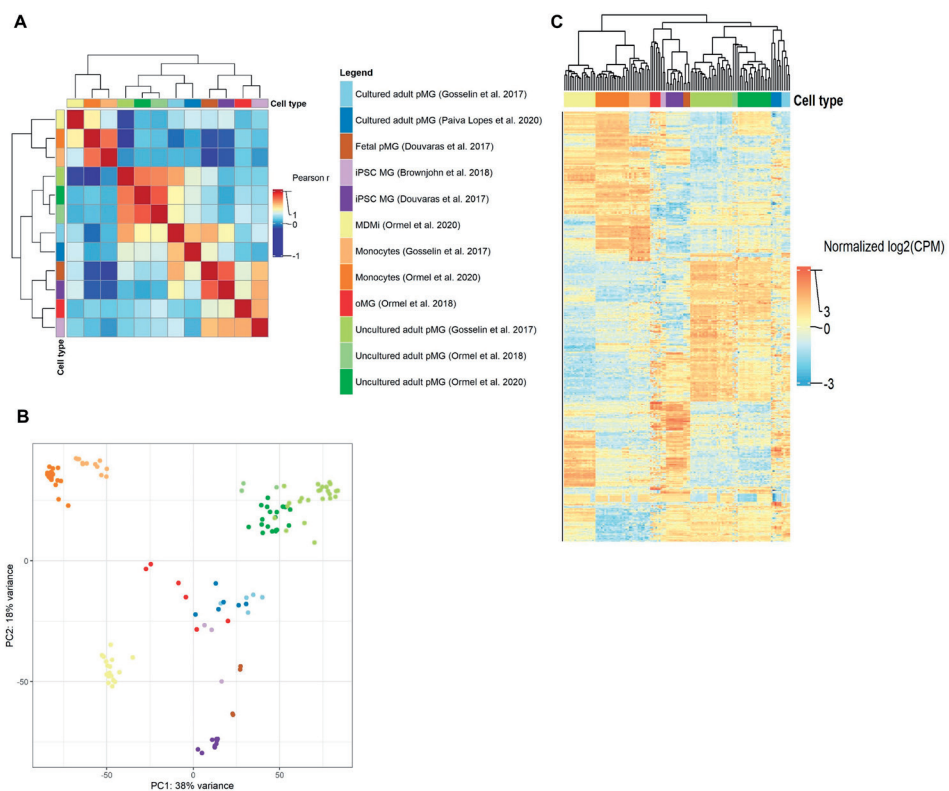 A
Cell type
Cell type
Pearson r
1
0
-1
Legend
Cultured adult pMG (Gosselin et al. 2017)
Cultured adult pMG (Paiva Lopes et al. 2020)
Fetal pMG (Douvaras et al. 2017)
iPSC MG (Brownjohn et al. 2018)
iPSC MG (Douvaras et al. 2017)
MDMi (Ormel et al. 2020)
Monocytes (Gosselin et al. 2017)
Monocytes (Ormel et al. 2020)
oMG (Ormel et al. 2018)
Uncultured adult pMG (Gosselin et al. 2017)
Uncultured adult pMG (Ormel et al. 2018)
Uncultured adult pMG (Ormel et al. 2020)
B
PC2: 18% variance
0
-50
-50
0
50
PC1: 38% variance
C
Cell type
Normalized log2(CPM)
3
0
-3